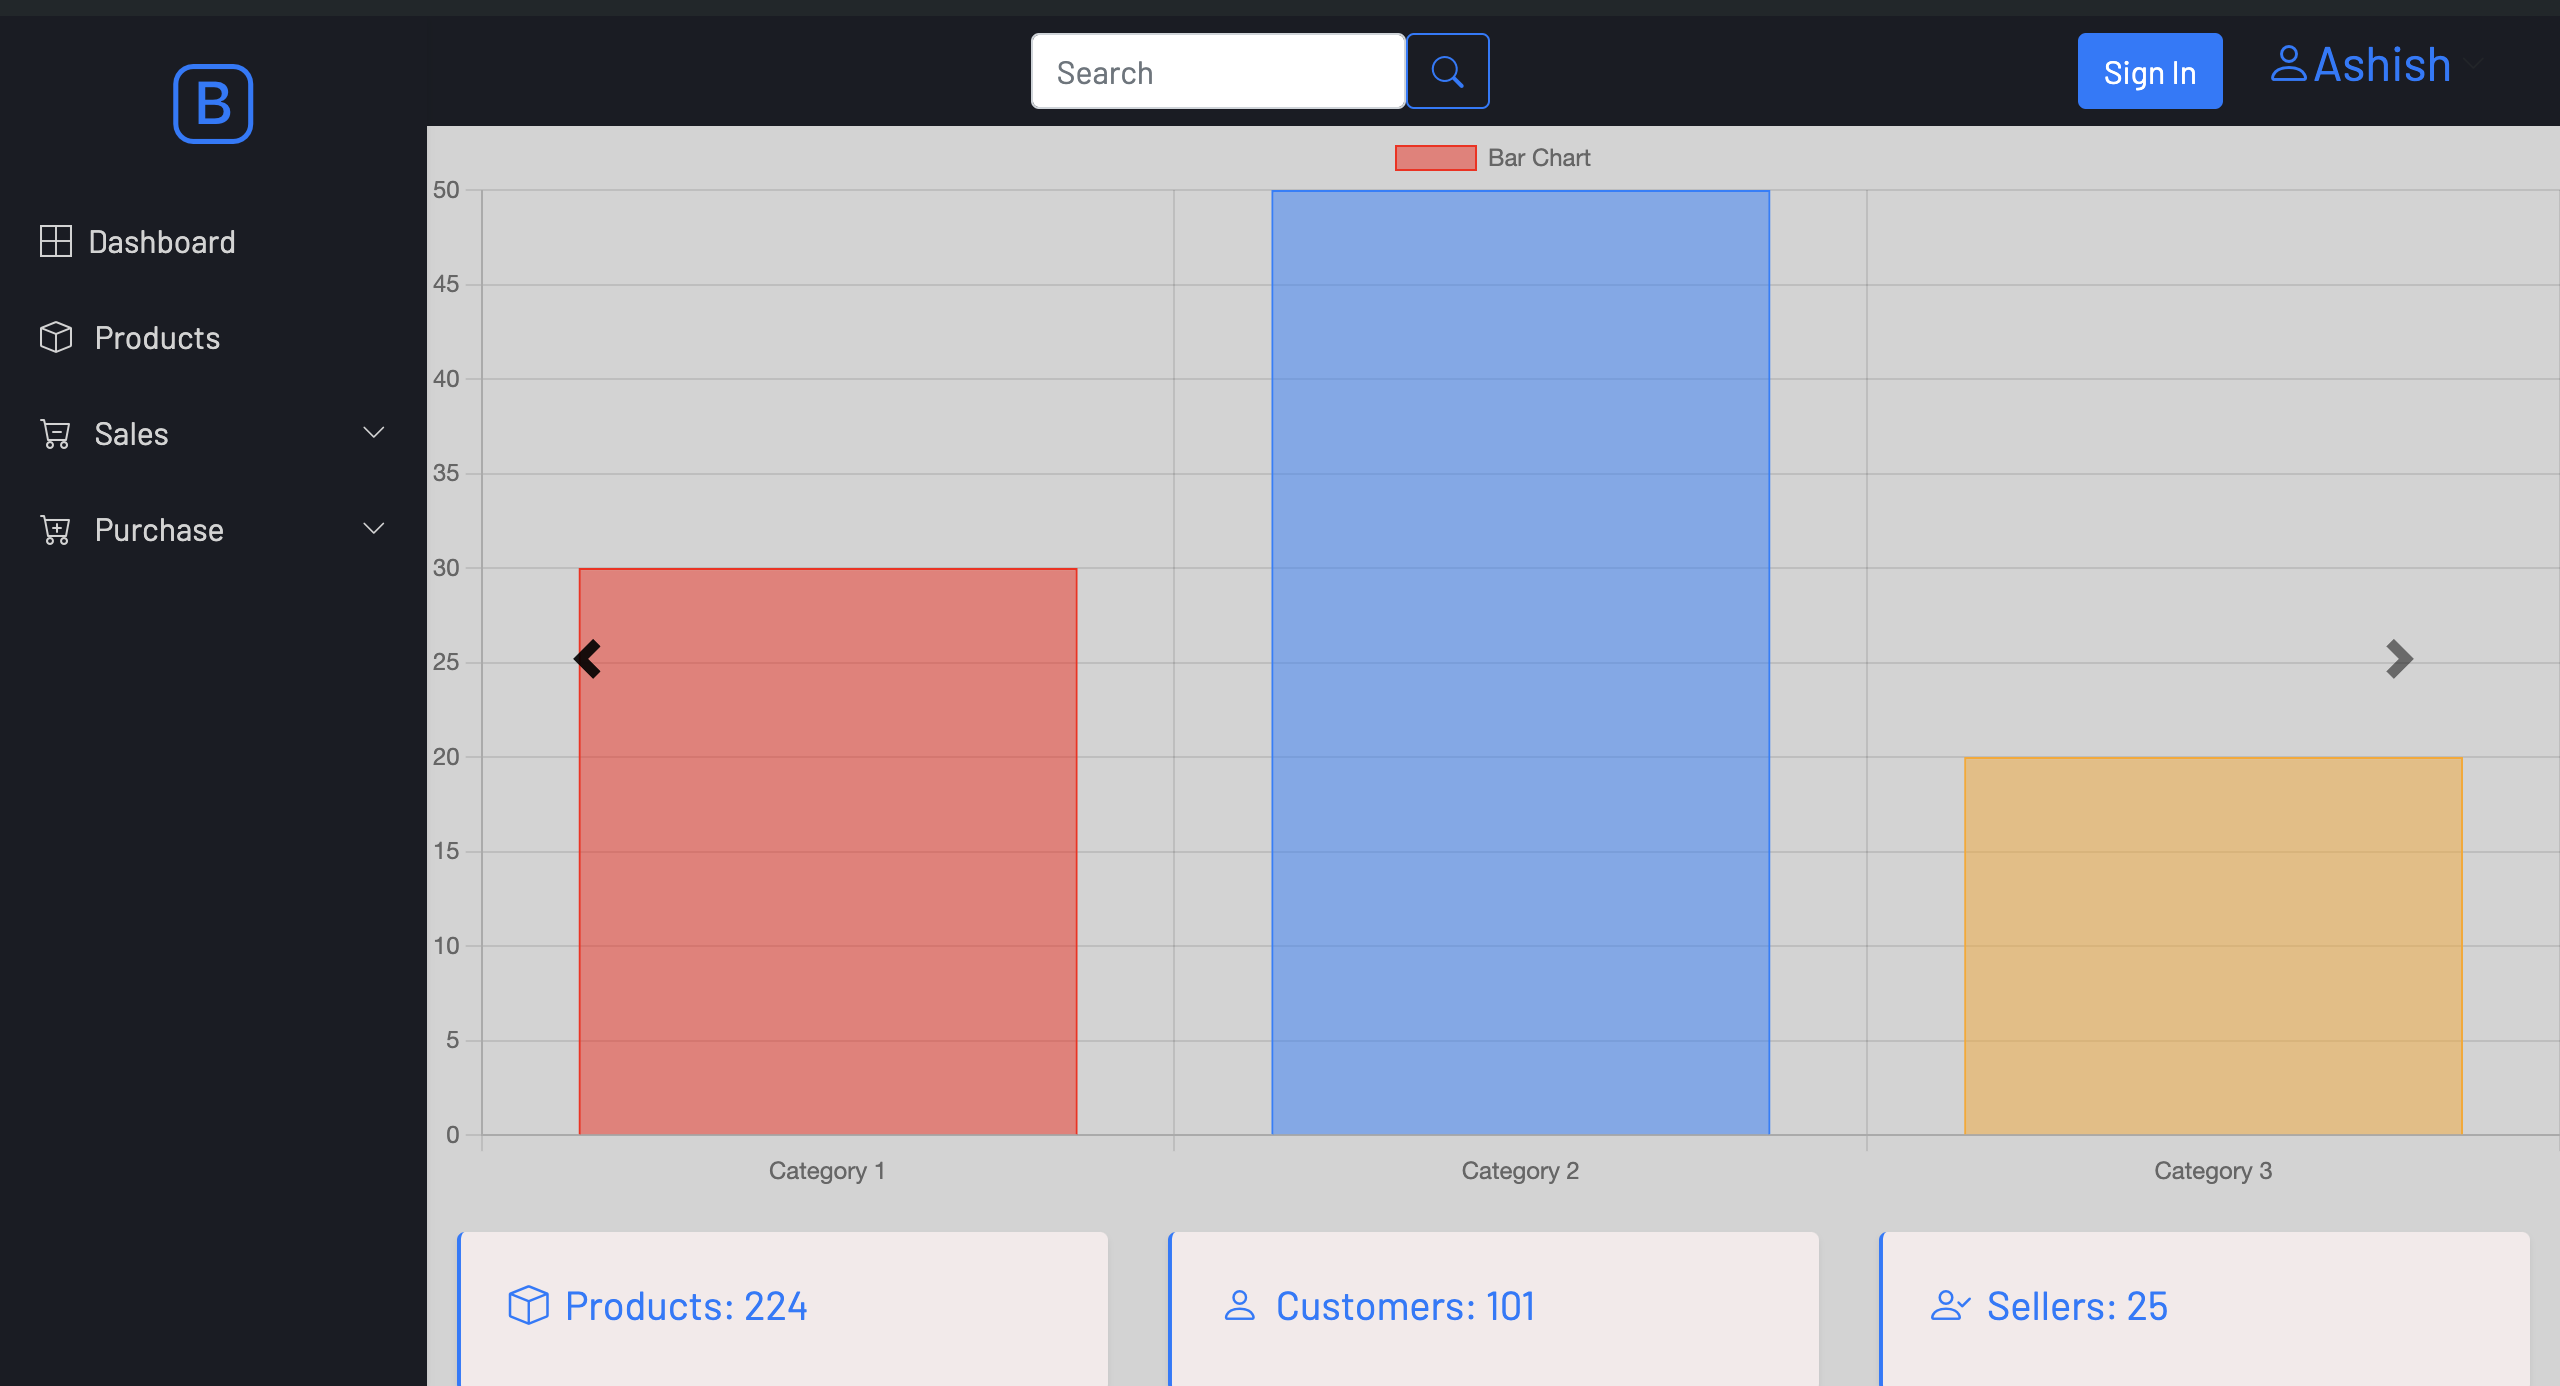 B
Search
Sign In
Ashish
Dashboard
Products
Sales
Purchase
Bar Chart
50
45
40
35
30
25
20
15
10
5
0
Category 1
Category 2
Category 3
Products: 224
Customers: 101
Sellers: 25